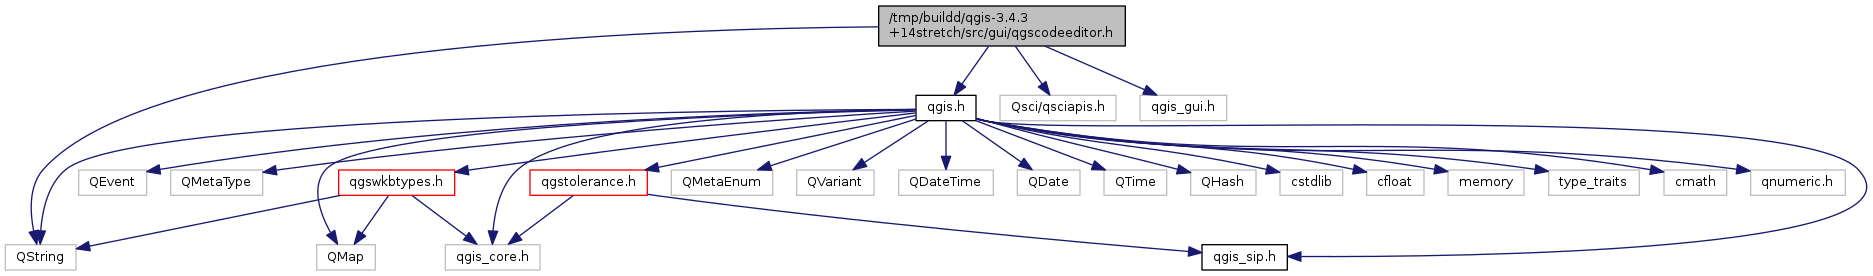 /tmp/buildd/qgis-3.4.3
+14stretch/src/gui/qgscodeeditor.h
qgis.h
Qsci/qsciapis.h
qgis_gui.h
QEvent
QMetaType
qgswkbtypes.h
qgstolerance.h
QMetaEnum
QVariant
QDateTime
QDate
QTime
QHash
cstdlib
cfloat
memory
type_traits
cmath
qnumeric.h
QString
QMap
qgis_core.h
qgis_sip.h